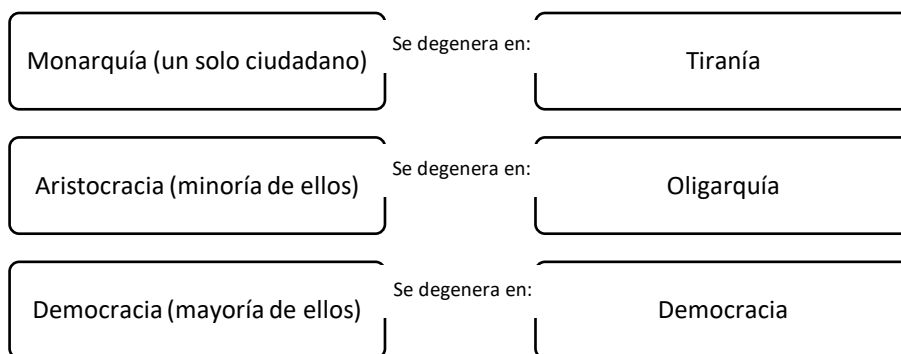 Monarquía (un solo ciudadano)
Se degenera en:
Tiranía
Aristocracia (minoría de ellos)
Se degenera en:
Oligarquía
Democracia (mayoría de ellos)
Se degenera en:
Democracia